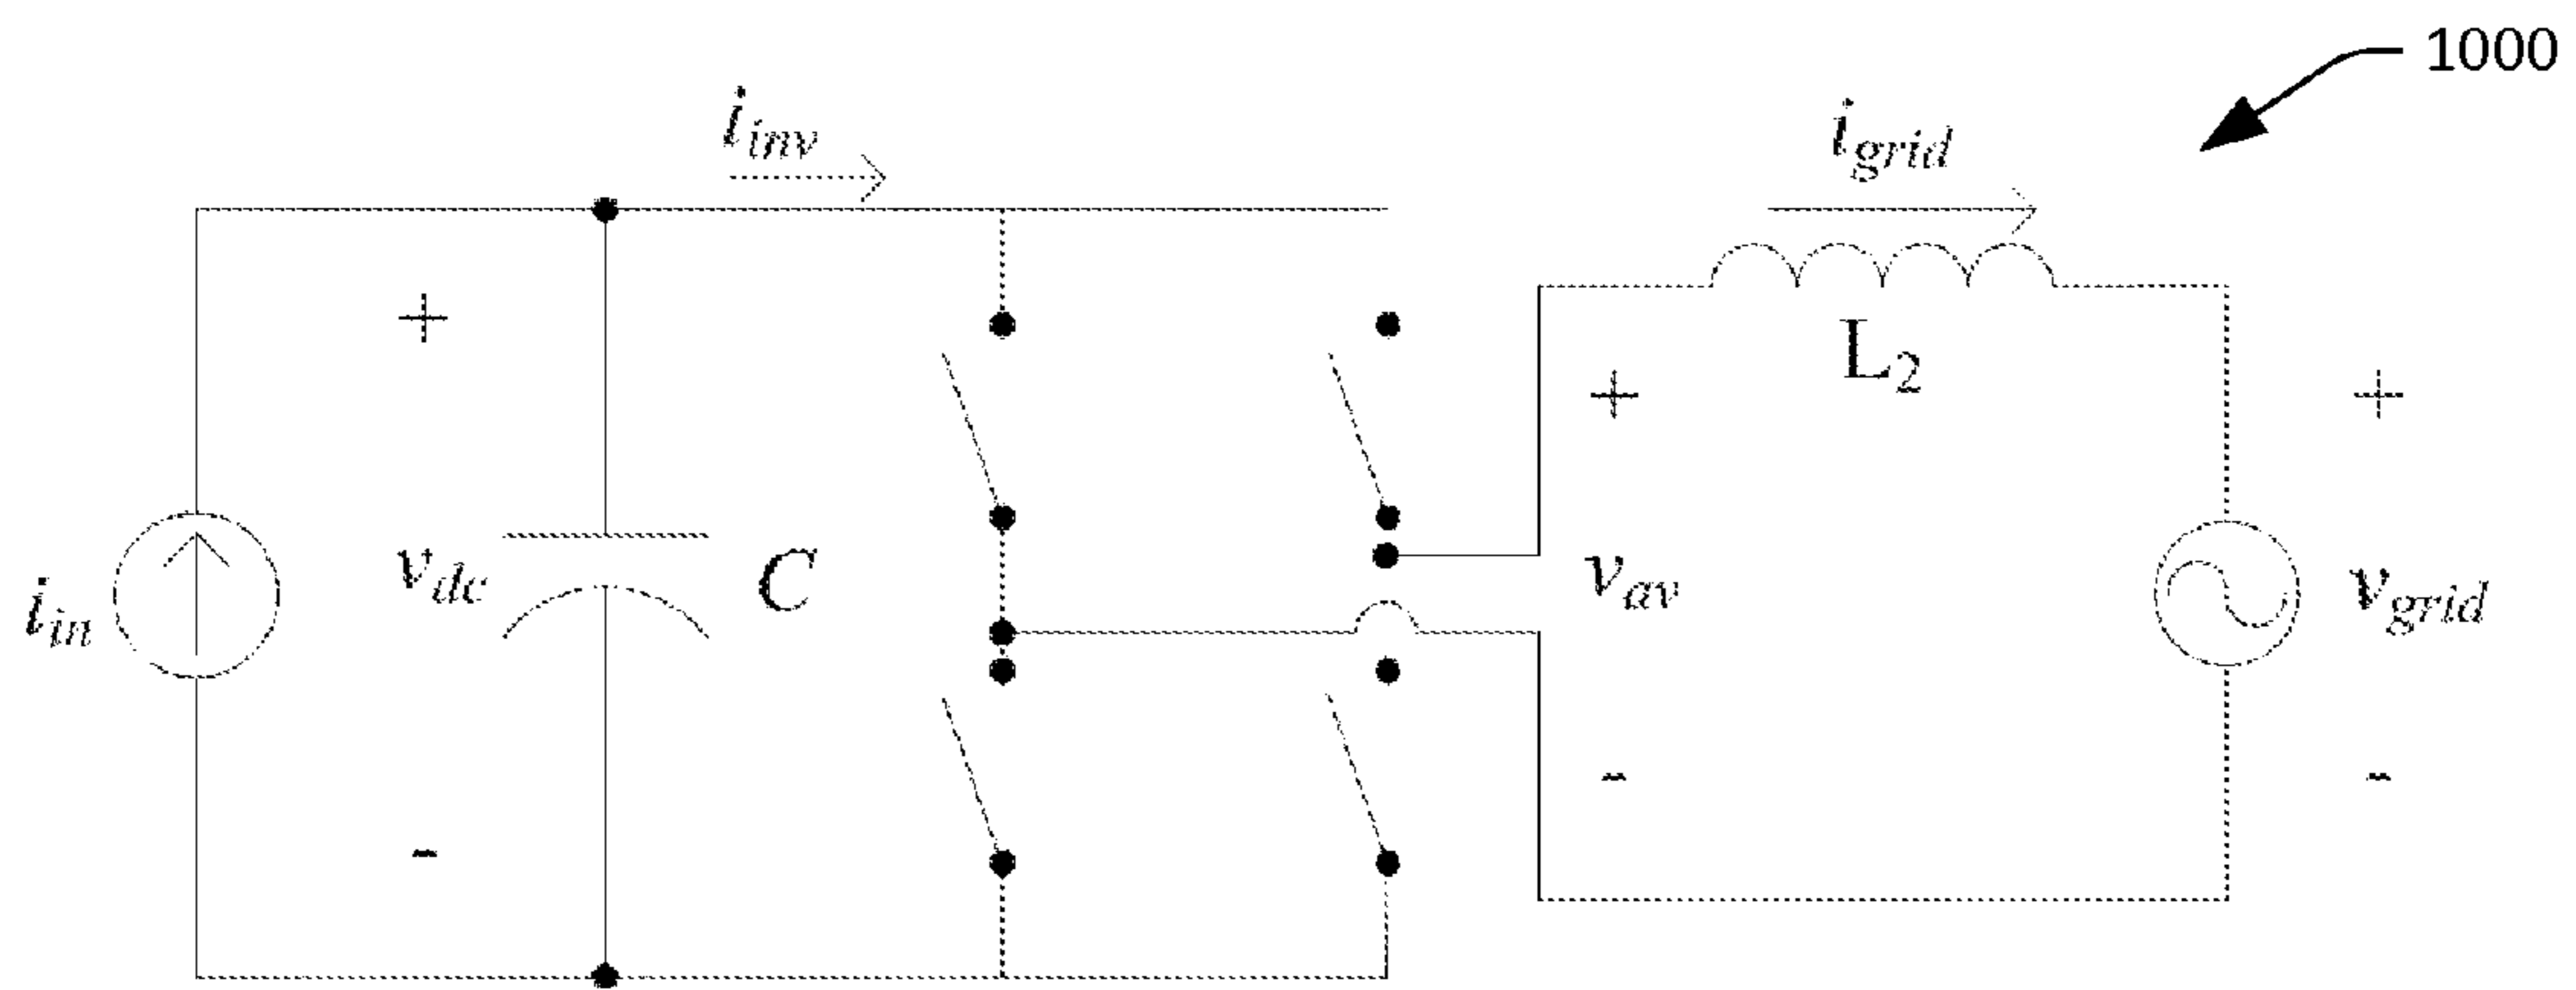 1000
i_inv
i_grid
+
L_2
+
+
v_dc
C
v_av
v_grid
i_in
-
-
-